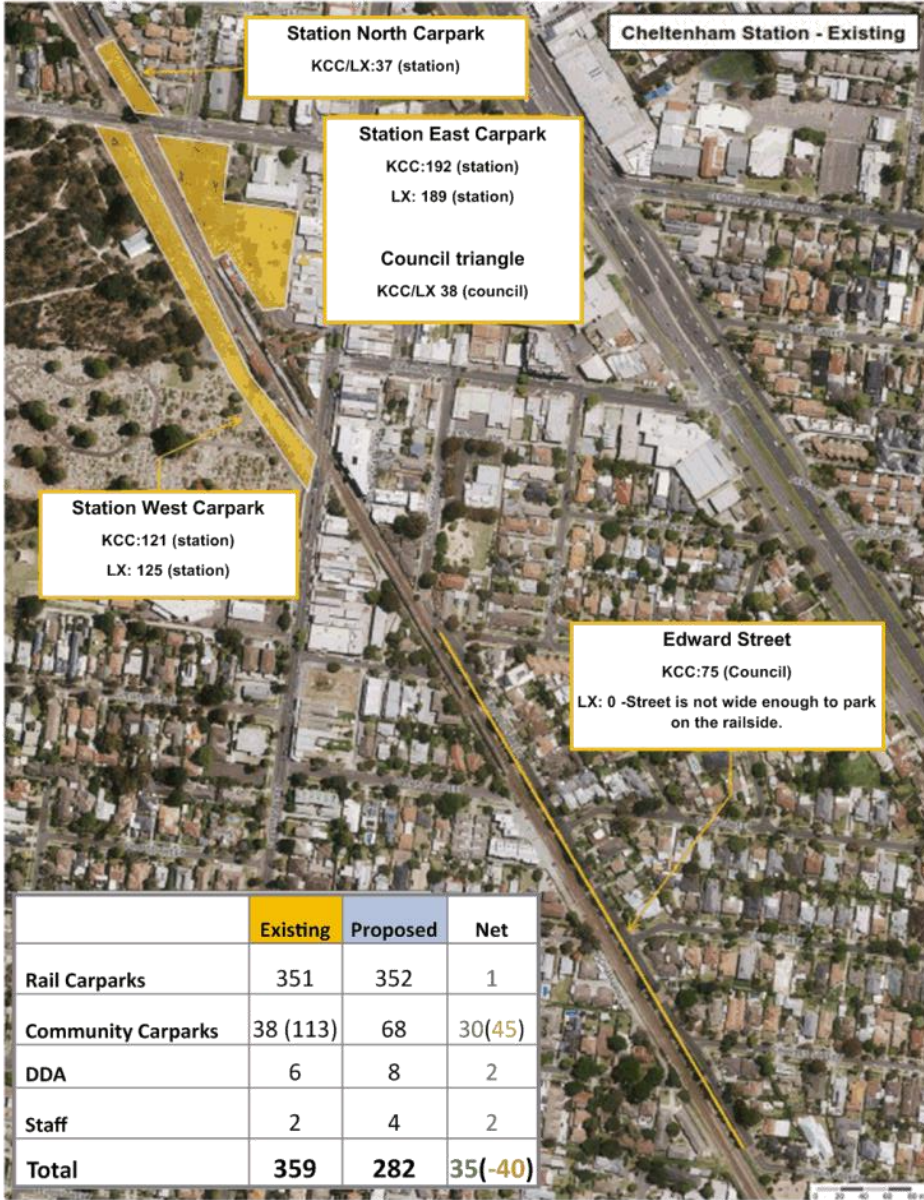 Cheltenham Station - Existing
Station North Carpark
KCC/LX:37 (station)
Station East Carpark
KCC:192 (station)
LX: 189 (station)
Council triangle
KCC/LX 38 (council)
Station West Carpark
KCC:121 (station)
LX: 125 (station)
Edward Street
KCC:75 (Council)
LX: 0 -Street is not wide enough to park
on the railside.
Existing Proposed Net
Rail Carparks 351 352 1
Community Carparks 38 (113) 68 30(45)
DDA 6 8 2
Staff 2 4 2
Total 359 282 35(-40)